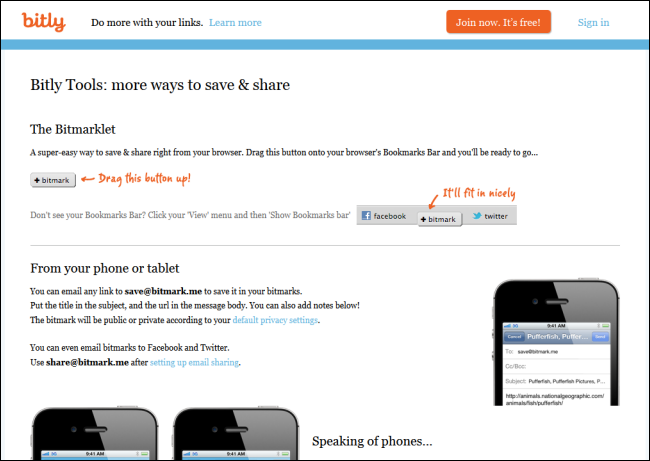 bitly Do more with your links. Learn more Join now. It's free! Sign in
Bitly Tools: more ways to save & share
The Bitmarklet
A super-easy way to save & share right from your browser. Drag this button onto your browser's Bookmarks Bar and you'll be ready to go...
+ bitmark Drag this button up!
It'll fit in nicely
Don't see your Bookmarks Bar? Click your 'View' menu and then 'Show Bookmarks bar' facebook + bitmark twitter
From your phone or tablet
You can email any link to save@bitmark.me to save it in your bitmarks.
Put the title in the subject, and the url in the message body. You can also add notes below!
The bitmark will be public or private according to your default privacy settings.
You can even email bitmarks to Facebook and Twitter.
Use share@bitmark.me after setting up email sharing.
9:41 AM
Cancel Pufferfish, Puffer... Send
To: save@bitmark.me
Cc/Bcc:
Subject: Pufferfish, Pufferfish Pictures, P...
http://animals.nationalgeographic.com/
animals/fish/pufferfish/
Speaking of phones...
9:41 AM
9:41 AM